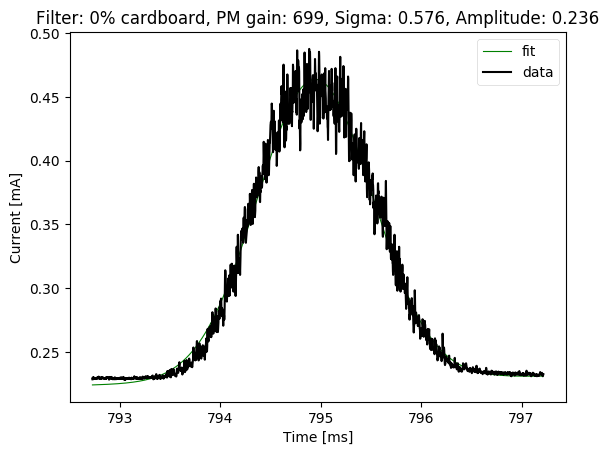 Filter: 0% cardboard, PM gain: 699, Sigma: 0.576, Amplitude: 0.236
fit
data
0.50
0.45
0.40
0.35
0.30
0.25
Current [mA]
793
794
795
796
797
Time [ms]